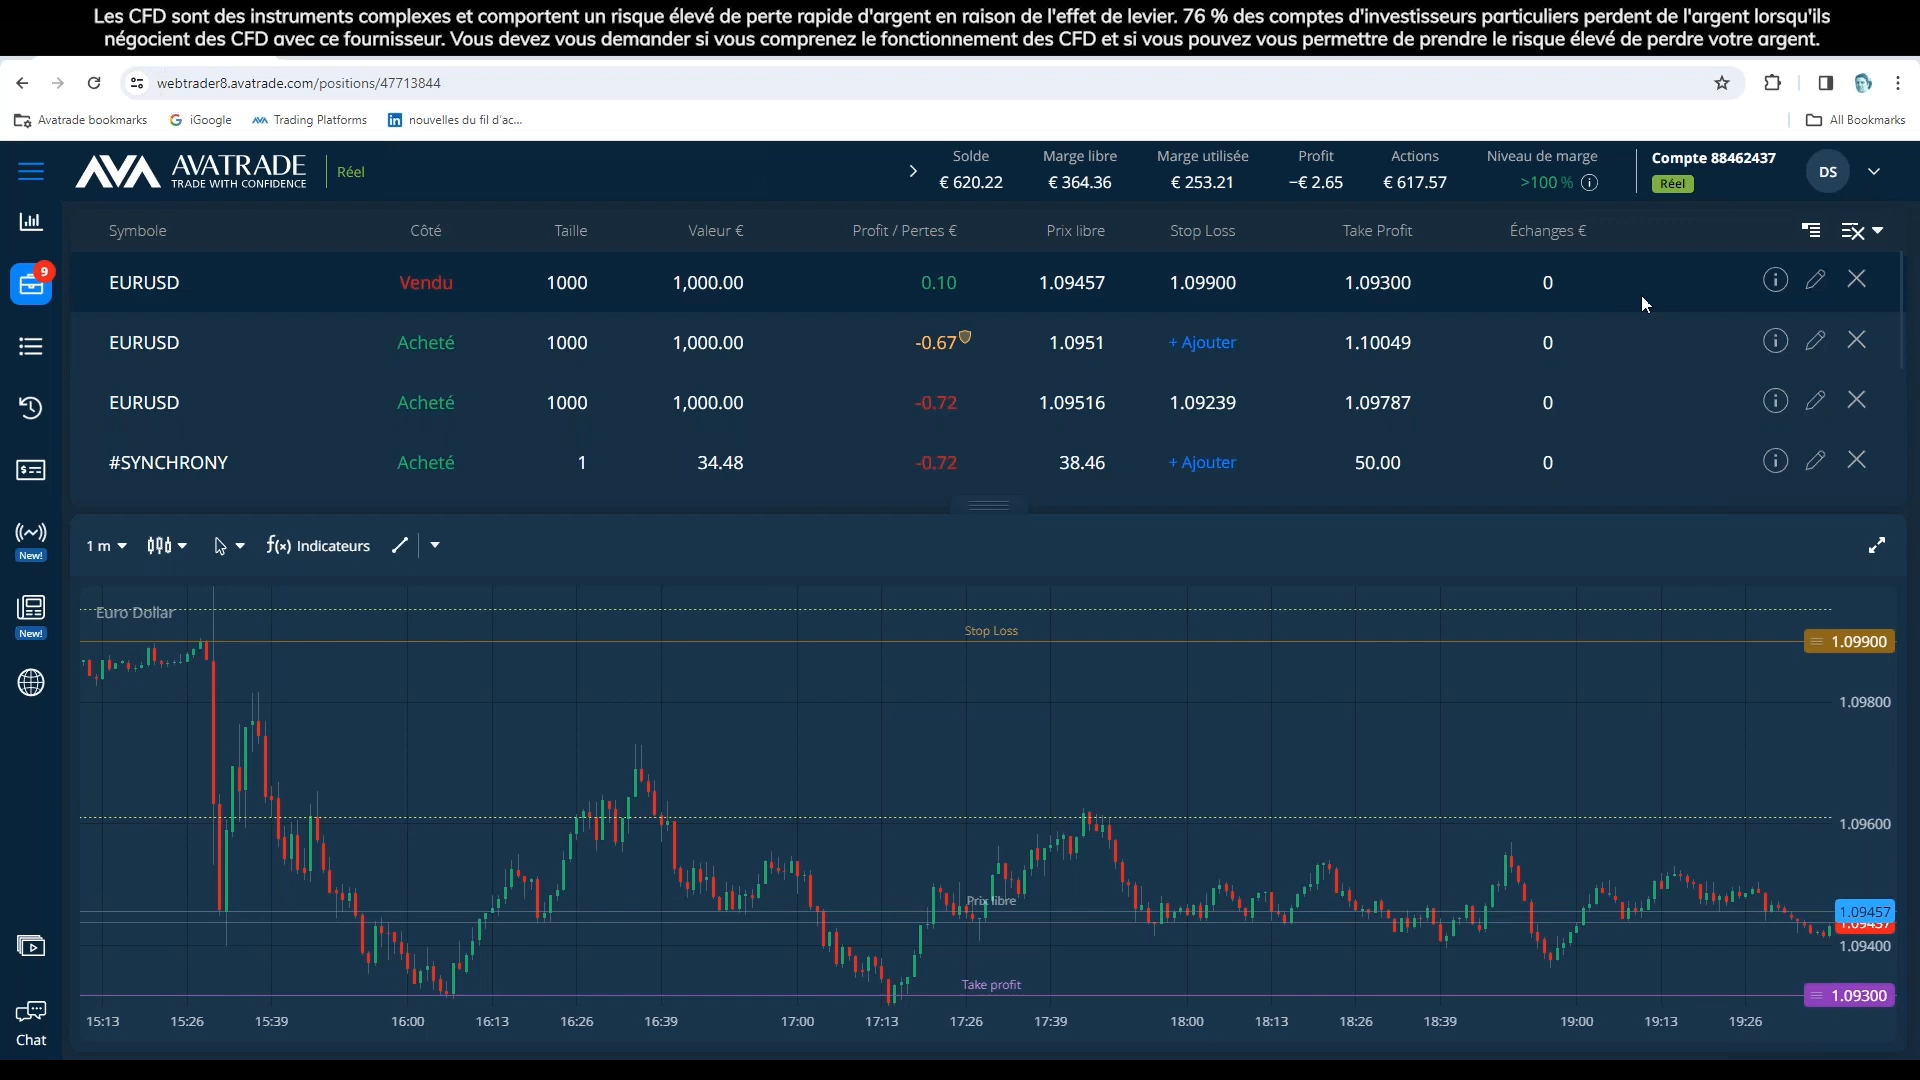 Les CFD sont des instruments complexes et comportent un risque élevé de perte rapide d'argent en raison de l'effet de levier. 76 % des comptes d'investisseurs particuliers perdent de l'argent lorsqu'ils
négocient des CFD avec ce fournisseur. Vous devez vous demander si vous comprenez le fonctionnement des CFD et si vous pouvez vous permettre de prendre le risque élevé de perdre votre argent.
webtrader8.avatrade.com/positions/47713844
Avatrade bookmarks iGoogle Trading Platforms nouvelles du fil d'ac... All Bookmarks
AVATRADE
TRADE WITH CONFIDENCE
Réel
Solde Marge libre Marge utilisée Profit Actions Niveau de marge
€ 620.22 € 364.36 € 253.21 −€ 2.65 € 617.57 >100 %
Compte 88462437
Réel
DS
Symbole Côté Taille Valeur € Profit / Pertes € Prix libre Stop Loss Take Profit Échanges €
EURUSD Vendu 1000 1,000.00 0.10 1.09457 1.09900 1.09300 0
EURUSD Acheté 1000 1,000.00 -0.67 1.0951 + Ajouter 1.10049 0
EURUSD Acheté 1000 1,000.00 -0.72 1.09516 1.09239 1.09787 0
#SYNCHRONY Acheté 1 34.48 -0.72 38.46 + Ajouter 50.00 0
9
New!
New!
Chat
1 m f(x) Indicateurs
Euro Dollar
Stop Loss
1.09900
1.09800
1.09600
Prix libre
1.09457
1.09437
1.09400
Take profit
1.09300
15:13 15:26 15:39 16:00 16:13 16:26 16:39 17:00 17:13 17:26 17:39 18:00 18:13 18:26 18:39 19:00 19:13 19:26